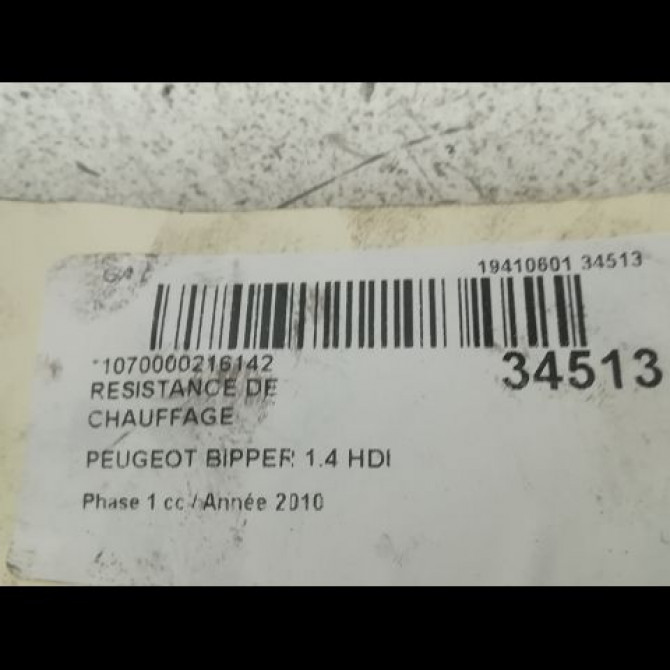 19410601 34513
*1070000216142
34513
RESISTANCE DE
CHAUFFAGE
PEUGEOT BIPPER 1.4 HDI
Phase 1 cc / Année 2010